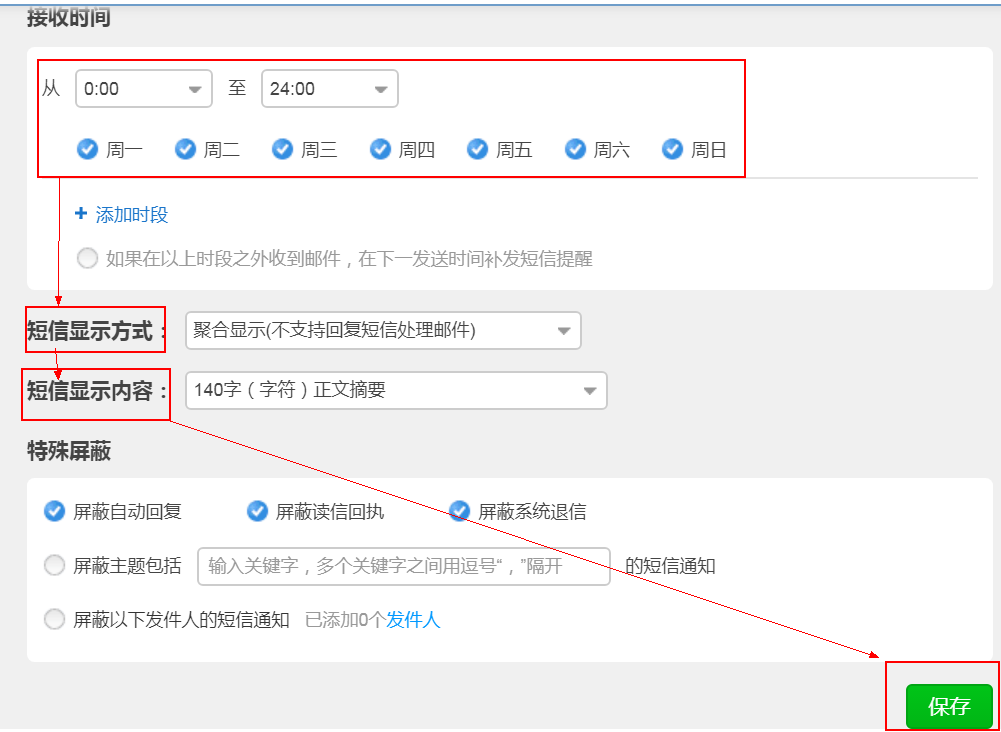 接收时间
从 0:00 至 24:00
周一 周二 周三 周四 周五 周六 周日
+ 添加时段
如果在以上时段之外收到邮件，在下一发送时间补发短信提醒
短信显示方式： 聚合显示(不支持回复短信处理邮件)
短信显示内容： 140字（字符）正文摘要
特殊屏蔽
屏蔽自动回复 屏蔽读信回执 屏蔽系统退信
屏蔽主题包括 输入关键字，多个关键字之间用逗号“，”隔开 的短信通知
屏蔽以下发件人的短信通知 已添加0个发件人
保存